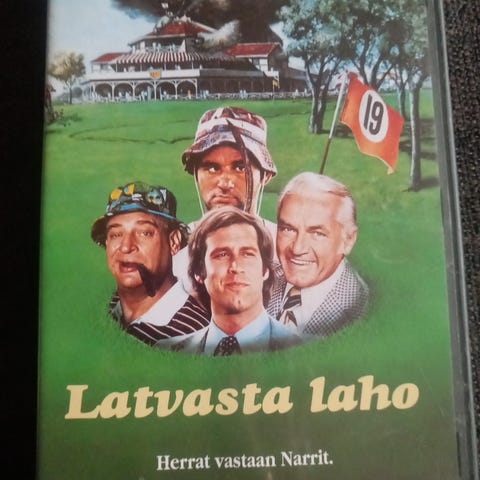 19
Latvasta laho
Herrat vastaan Narrit.